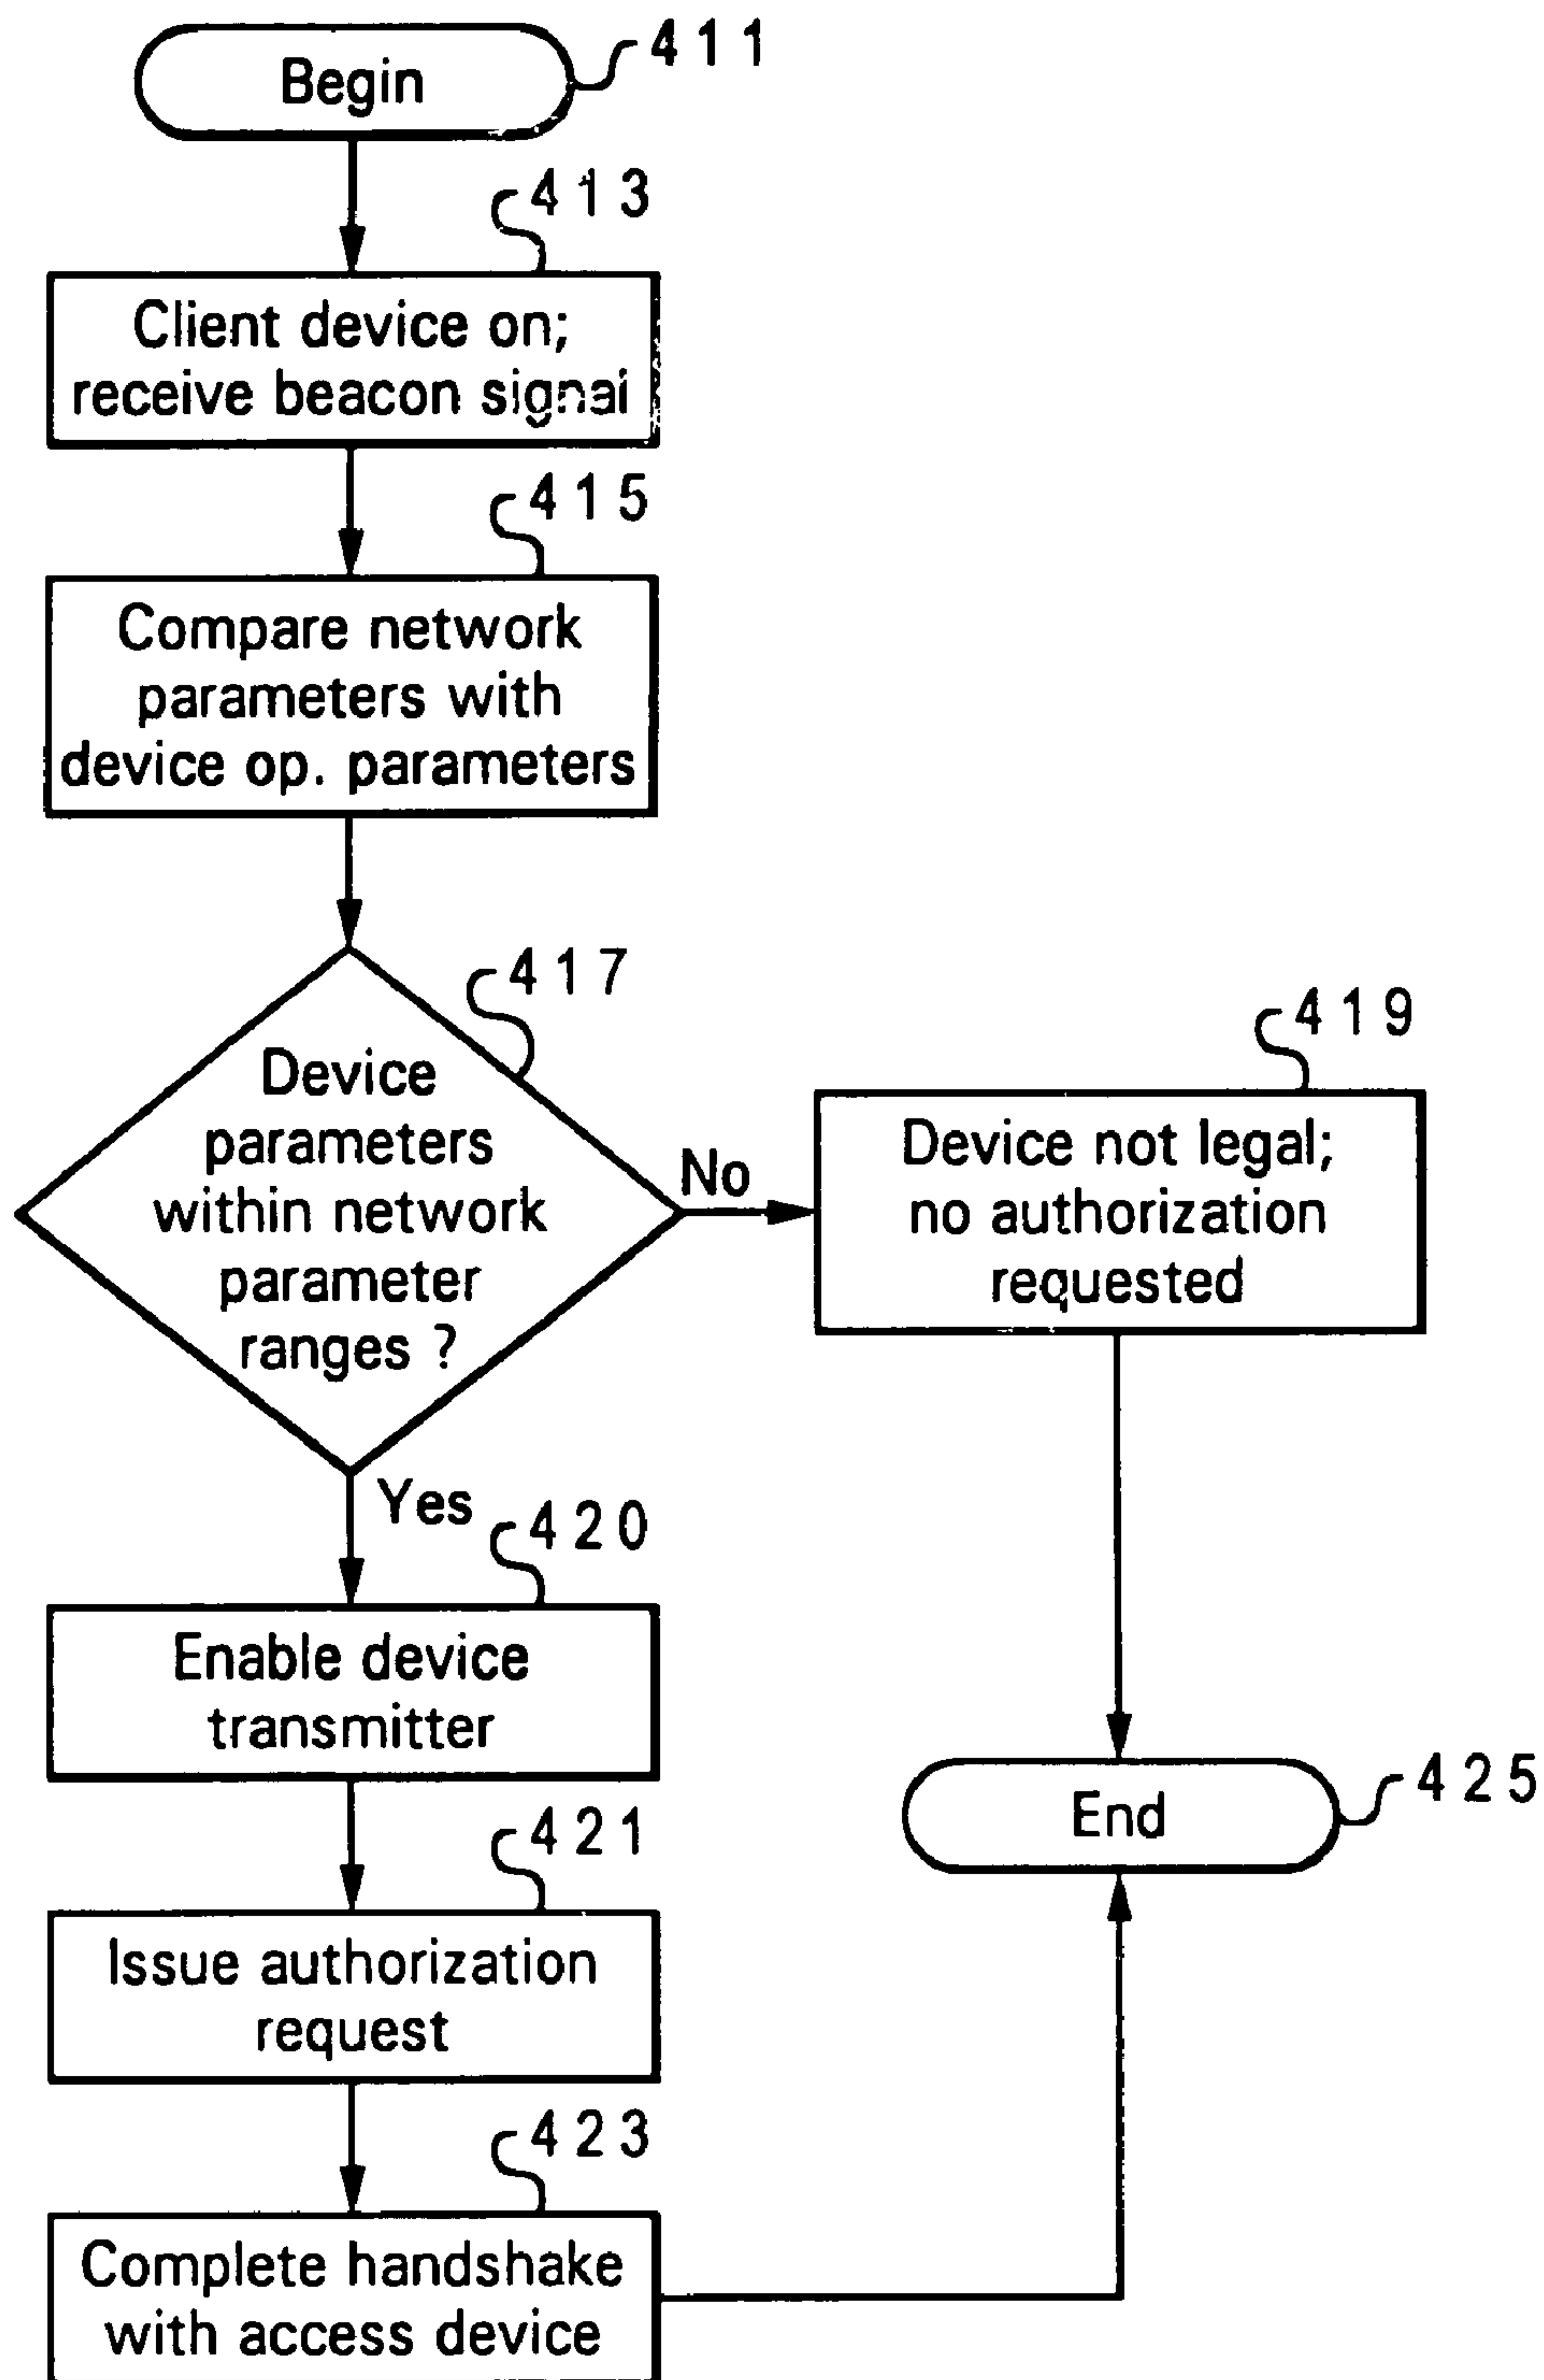 Begin
411
413
Client device on;
receive beacon signal
415
Compare network
parameters with
device op. parameters
417
Device
parameters
within network
parameter
ranges ?
No
419
Device not legal;
no authorization
requested
Yes
420
Enable device
transmitter
421
Issue authorization
request
423
Complete handshake
with access device
End
425